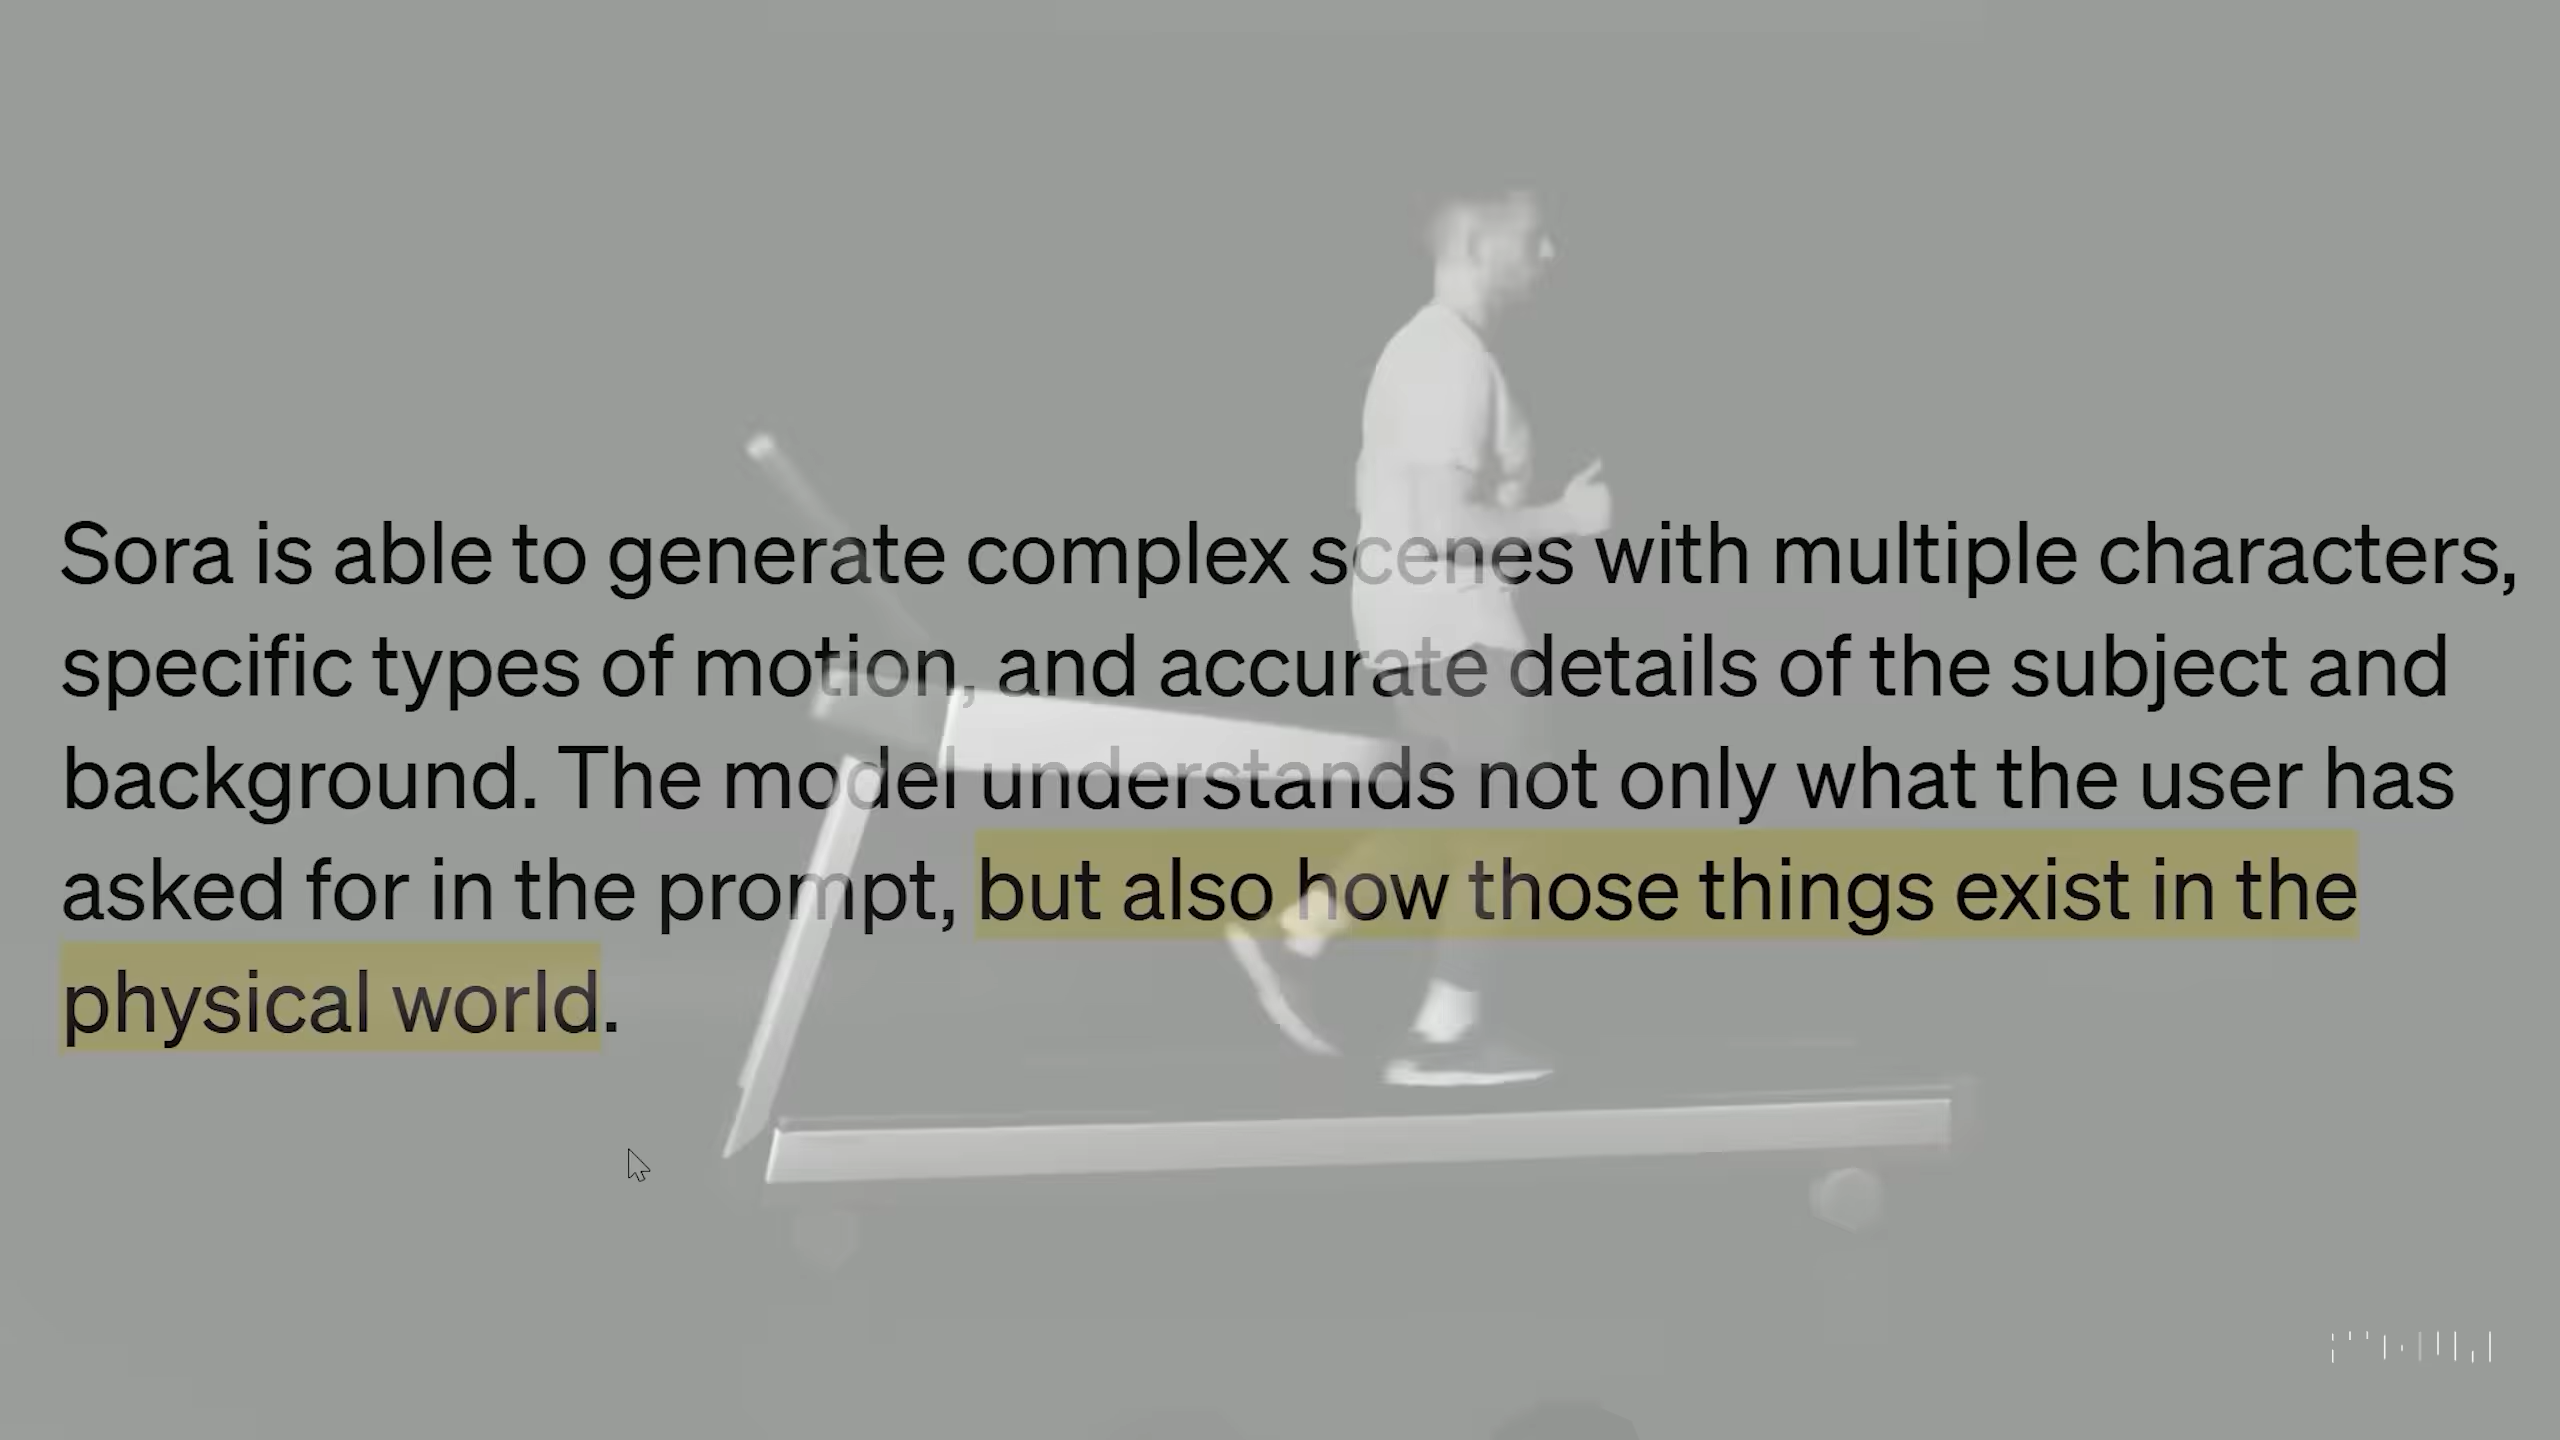 Sora is able to generate complex scenes with multiple characters,
specific types of motion, and accurate details of the subject and
background. The model understands not only what the user has
asked for in the prompt, but also how those things exist in the
physical world.